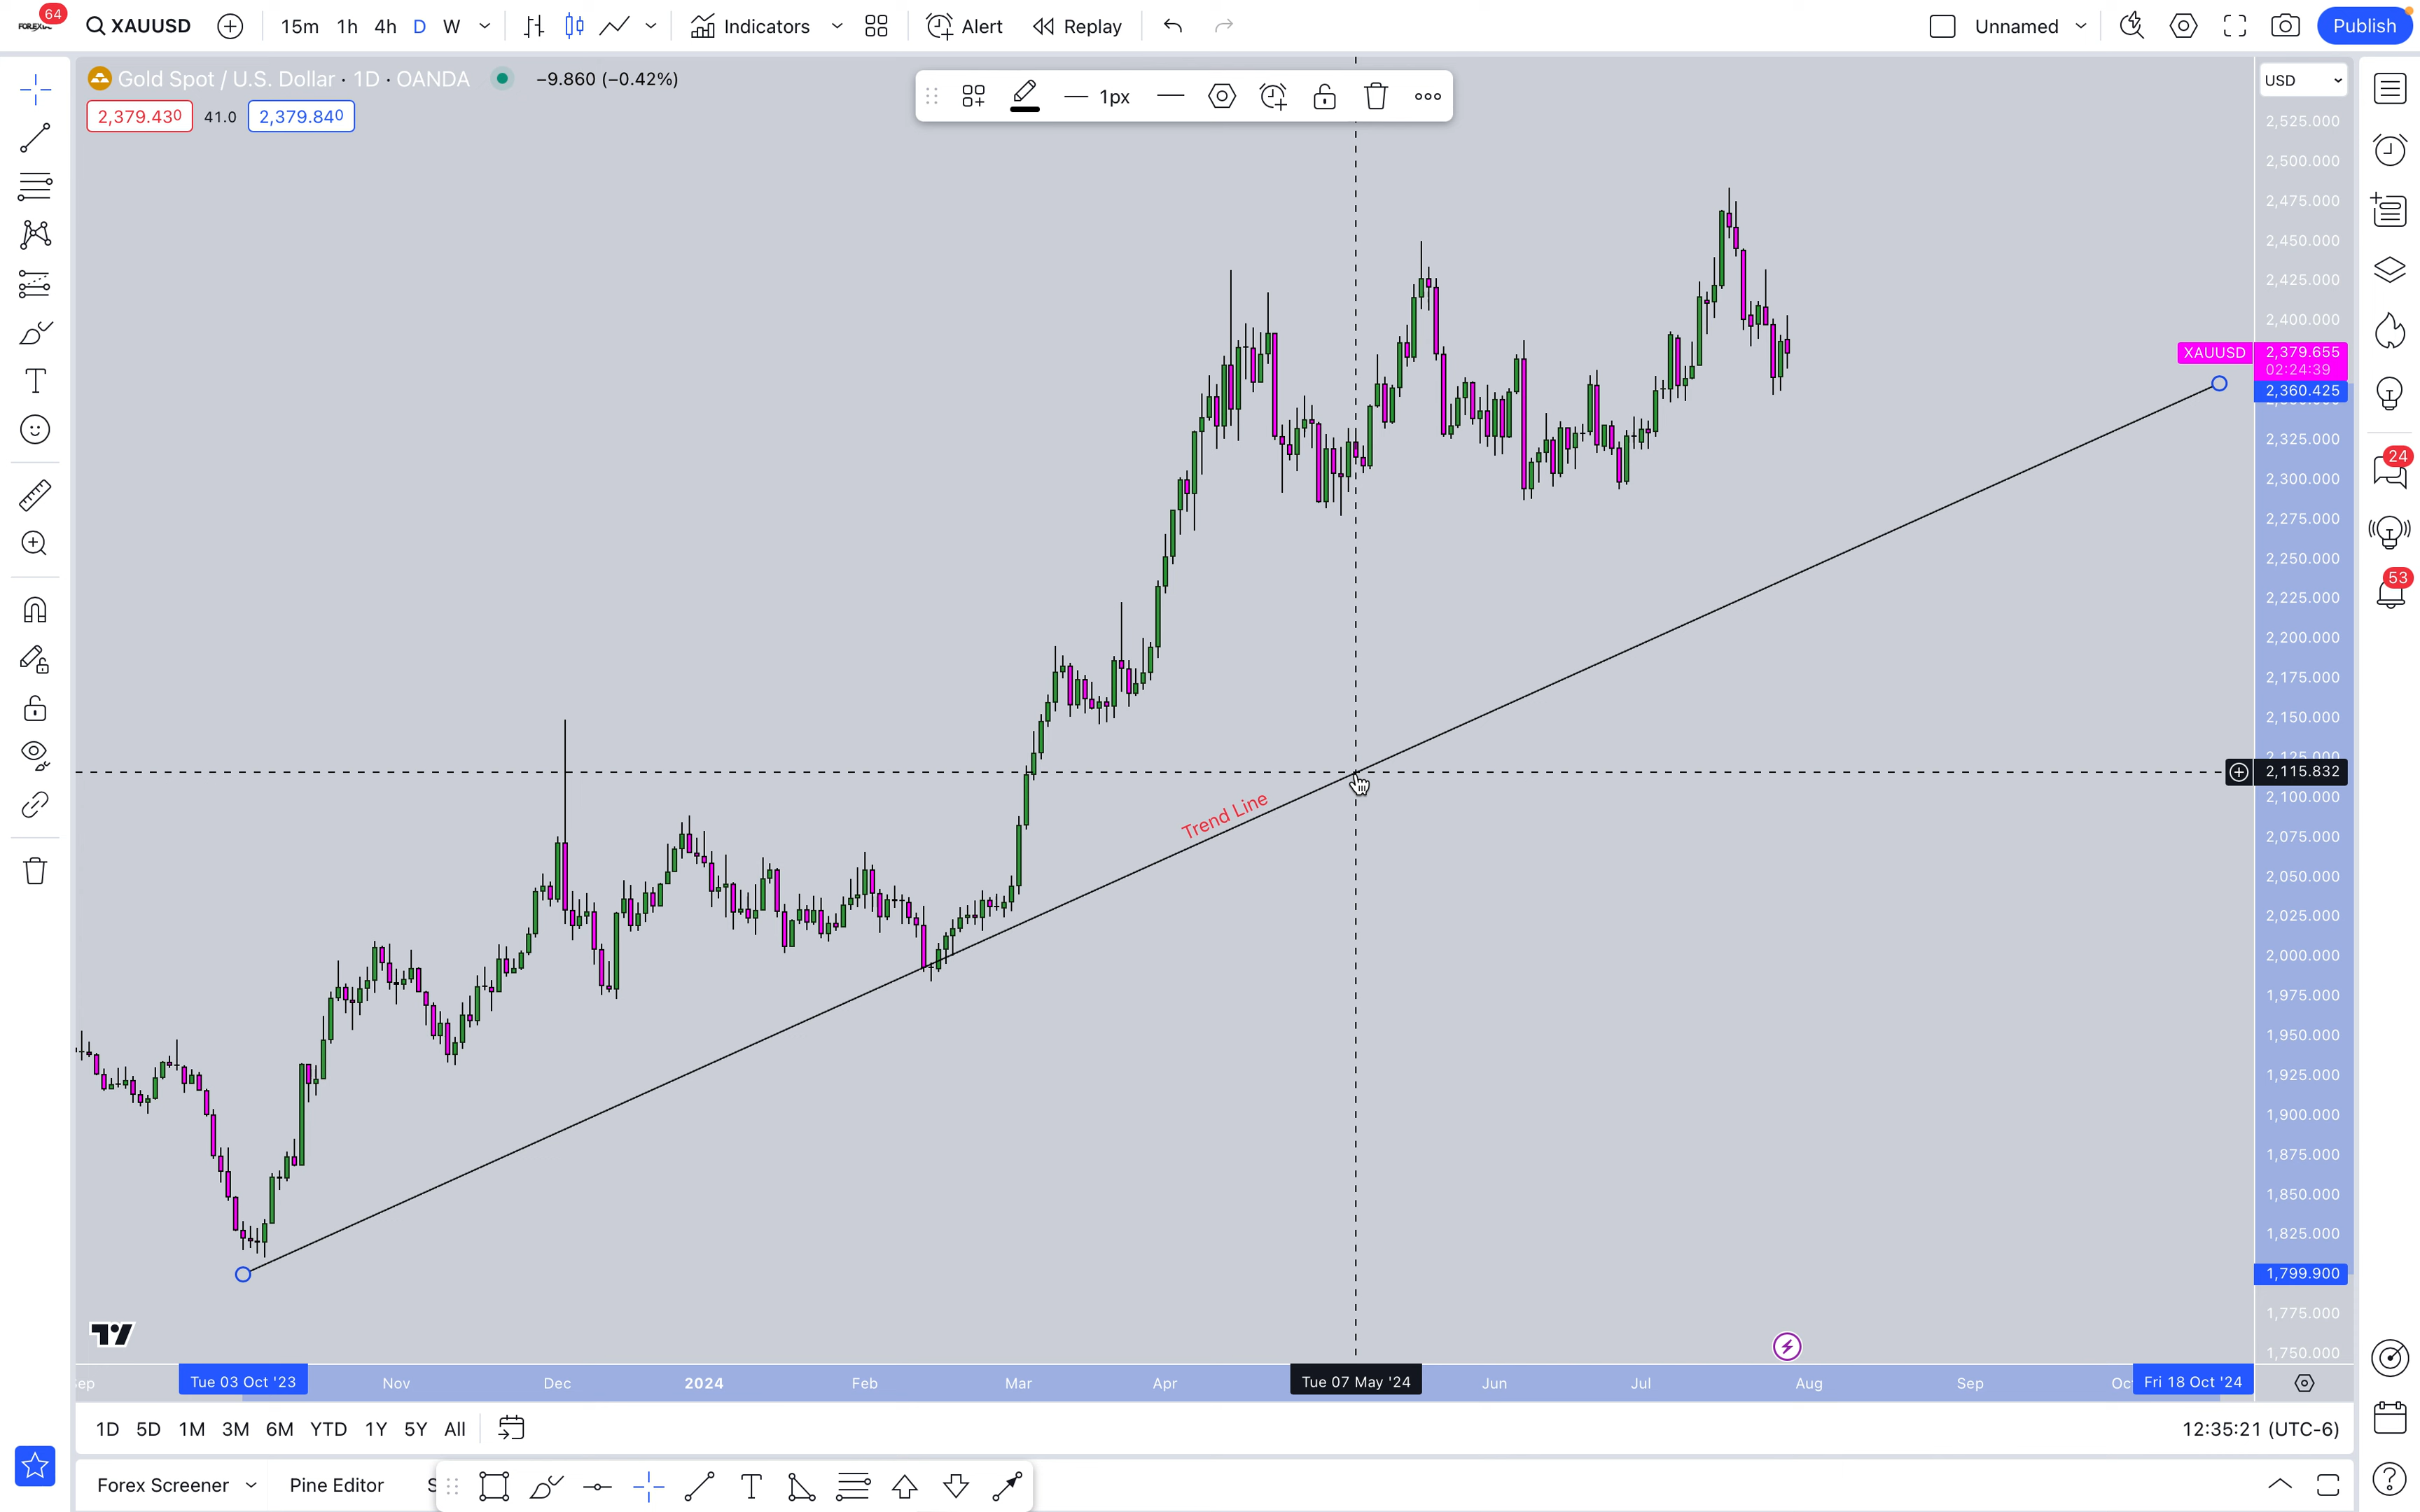 64
XAUUSD
15m 1h 4h D W
Indicators
Alert
Replay
Unnamed
Publish
Gold Spot / U.S. Dollar · 1D · OANDA
−9.860 (−0.42%)
2,379.430 41.0 2,379.840
1px
USD
2,525.000
2,500.000
2,475.000
2,450.000
2,425.000
2,400.000
XAUUSD 2,379.655
02:24:39
2,360.425
2,325.000
2,300.000
2,275.000
2,250.000
2,225.000
2,200.000
2,175.000
2,150.000
2,125.000
2,115.832
2,100.000
2,075.000
2,050.000
2,025.000
2,000.000
1,975.000
1,950.000
1,925.000
1,900.000
1,875.000
1,850.000
1,825.000
1,799.900
1,775.000
1,750.000
Trend Line
24
53
ep Tue 03 Oct '23 Nov Dec 2024 Feb Mar Apr Tue 07 May '24 Jun Jul Aug Sep Oc Fri 18 Oct '24
1D 5D 1M 3M 6M YTD 1Y 5Y All
12:35:21 (UTC-6)
Forex Screener Pine Editor S